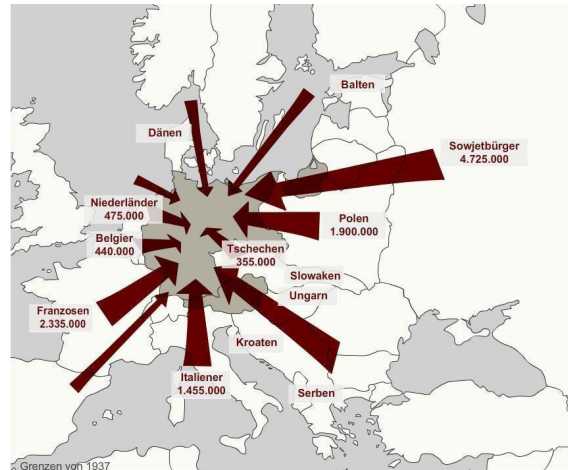 Balten
Dänen
Sowjetbürger
4.725.000
Niederländer
475.000
Polen
1.900.000
Belgier
440.000
Tschechen
355.000
Slowaken
Ungarn
Franzosen
2.335.000
Kroaten
Italiener
1.455.000
Serben
Grenzen von 1937